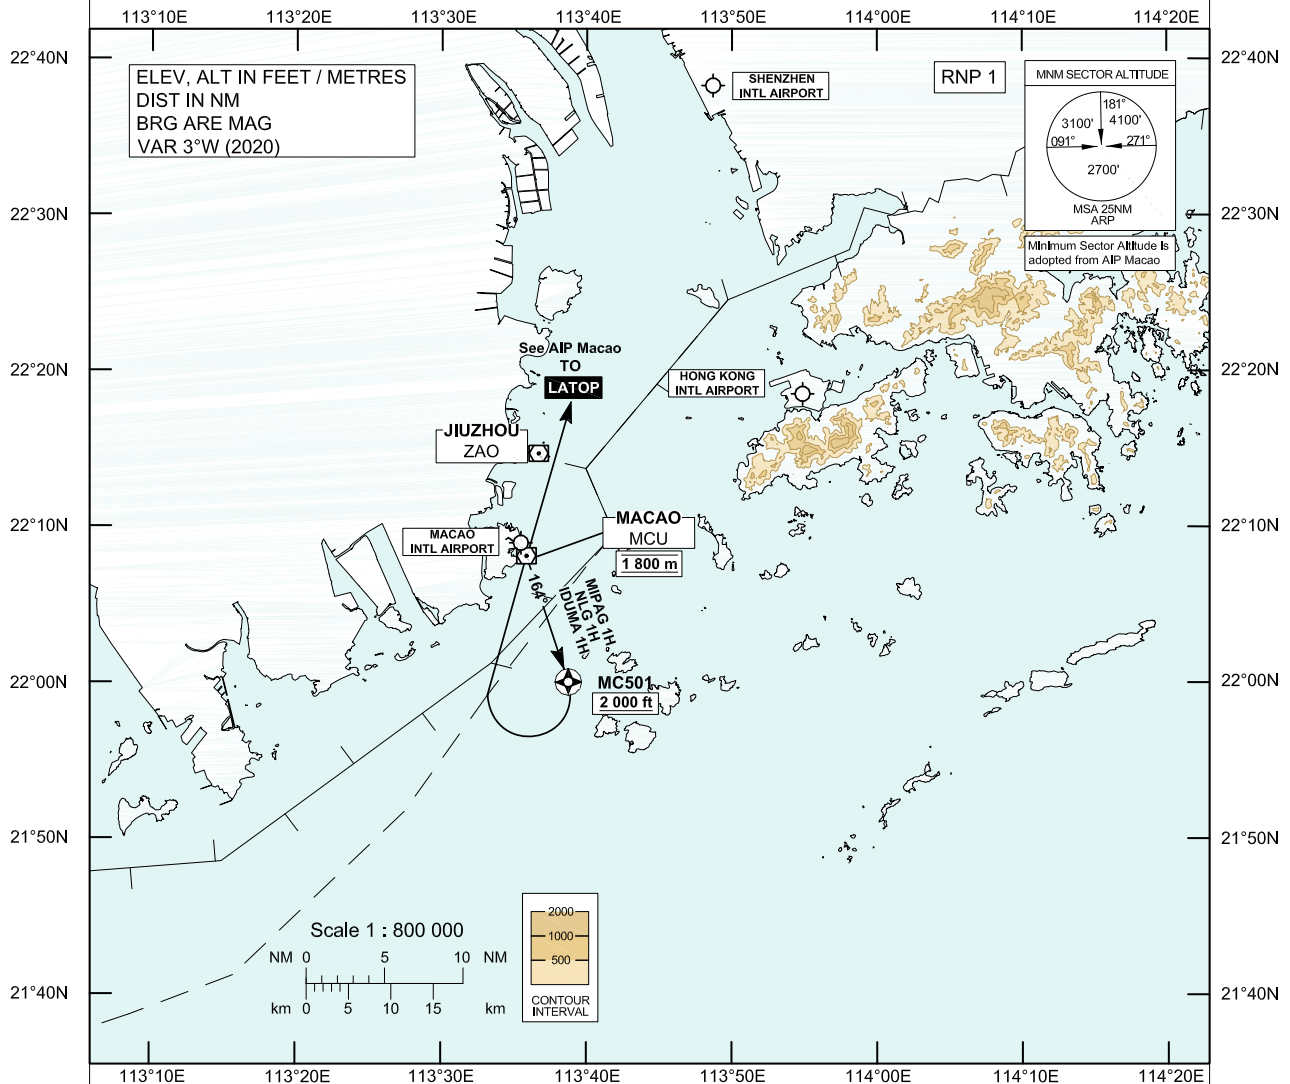 113°10E 113°20E 113°30E 113°40E 113°50E 114°00E 114°10E 114°20E
22°40N
22°40N
ELEV, ALT IN FEET / METRES
DIST IN NM
BRG ARE MAG
VAR 3°W (2020)
SHENZHEN
INTL AIRPORT
RNP 1
MNM SECTOR ALTITUDE
181°
3100' 4100'
091° 271°
2700'
MSA 25NM
ARP
Minimum Sector Altitude is
adopted from AIP Macao
22°30N
22°30N
See AIP Macao
TO
LATOP
22°20N
22°20N
HONG KONG
INTL AIRPORT
JIUZHOU
ZAO
22°10N
22°10N
MACAO
INTL AIRPORT
MACAO
MCU
1 800 m
164°
MIPAG 1H
NLG 1H
IDUMA 1H
22°00N
22°00N
MC501
2 000 ft
21°50N
21°50N
Scale 1 : 800 000
NM 0 5 10 NM
km 0 5 10 15 km
2000
1000
500
CONTOUR
INTERVAL
21°40N
21°40N
113°10E 113°20E 113°30E 113°40E 113°50E 114°00E 114°10E 114°20E